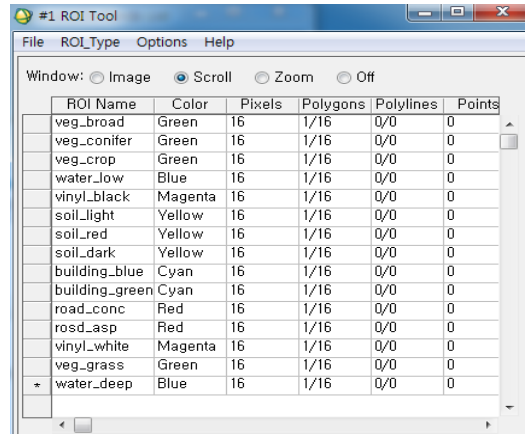 #1 ROI Tool
File ROI_Type Options Help
Window: Image Scroll Zoom Off
ROI Name Color Pixels Polygons Polylines Points
veg_broad Green 16 1/16 0/0 0
veg_conifer Green 16 1/16 0/0 0
veg_crop Green 16 1/16 0/0 0
water_low Blue 16 1/16 0/0 0
vinyl_black Magenta 16 1/16 0/0 0
soil_light Yellow 16 1/16 0/0 0
soil_red Yellow 16 1/16 0/0 0
soil_dark Yellow 16 1/16 0/0 0
building_blue Cyan 16 1/16 0/0 0
building_green Cyan 16 1/16 0/0 0
road_conc Red 16 1/16 0/0 0
rosd_asp Red 16 1/16 0/0 0
vinyl_white Magenta 16 1/16 0/0 0
veg_grass Green 16 1/16 0/0 0
* water_deep Blue 16 1/16 0/0 0